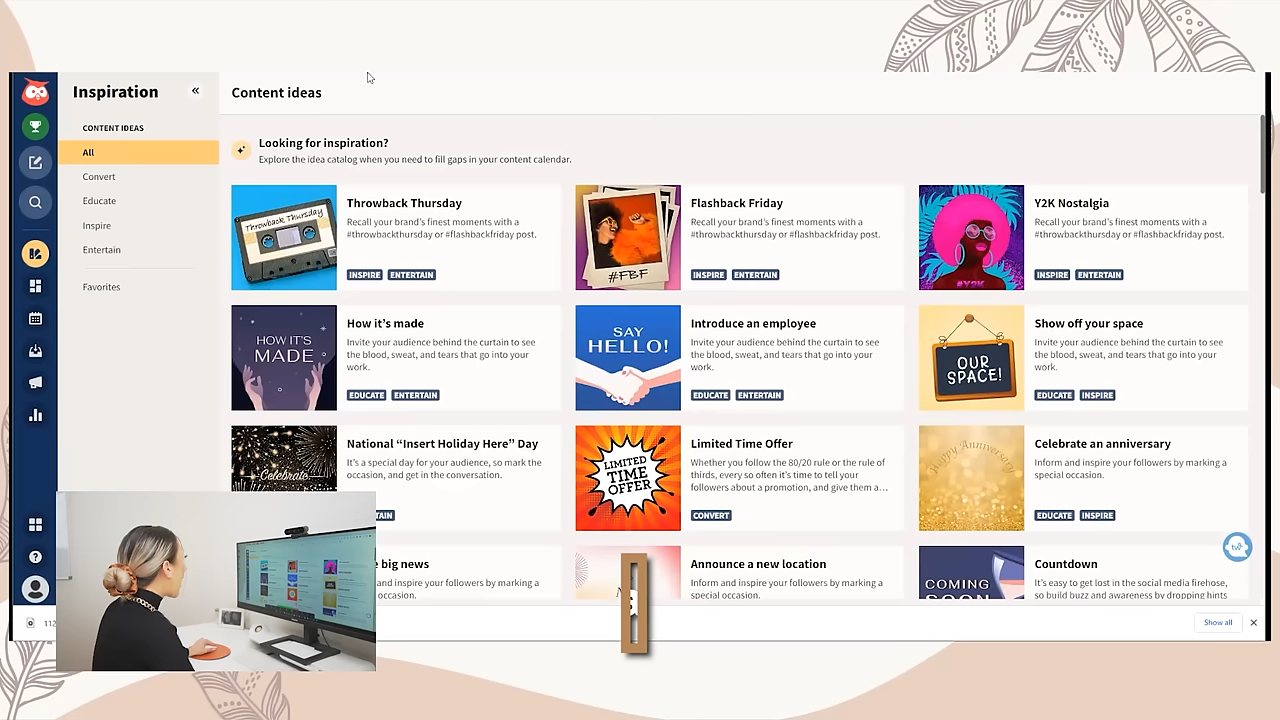 Inspiration
«
CONTENT IDEAS
All
Convert
Educate
Inspire
Entertain
Favorites
Content ideas
Looking for inspiration?
Explore the idea catalog when you need to fill gaps in your content calendar.
Throwback Thursday
Throwback Thursday
Recall your brand's finest moments with a
#throwbackthursday or #flashbackfriday post.
INSPIRE ENTERTAIN
#FBF
Flashback Friday
Recall your brand's finest moments with a
#throwbackthursday or #flashbackfriday post.
INSPIRE ENTERTAIN
#Y2K
Y2K Nostalgia
Recall your brand's finest moments with a
#throwbackthursday or #flashbackfriday post.
INSPIRE ENTERTAIN
HOW IT'S
MADE
How it's made
Invite your audience behind the curtain to see
the blood, sweat, and tears that go into your
work.
EDUCATE ENTERTAIN
SAY
HELLO!
Introduce an employee
Invite your audience behind the curtain to see
the blood, sweat, and tears that go into your
work.
EDUCATE ENTERTAIN
OUR
SPACE!
Show off your space
Invite your audience behind the curtain to see
the blood, sweat, and tears that go into your
work.
EDUCATE INSPIRE
Celebrate
National “Insert Holiday Here” Day
It's a special day for your audience, so mark the
occasion, and get in the conversation.
LIMITED
TIME
OFFER
Limited Time Offer
Whether you follow the 80/20 rule or the rule of
thirds, every so often it's time to tell your
followers about a promotion, and give them a...
CONVERT
Happy Anniversary!
Celebrate an anniversary
Inform and inspire your followers by marking a
special occasion.
EDUCATE INSPIRE
big news
and inspire your followers by marking a
occasion.
Announce a new location
Inform and inspire your followers by marking a
special occasion.
COMING
SOON
Countdown
It's easy to get lost in the social media firehose,
so build buzz and awareness by dropping hints
112
Show all